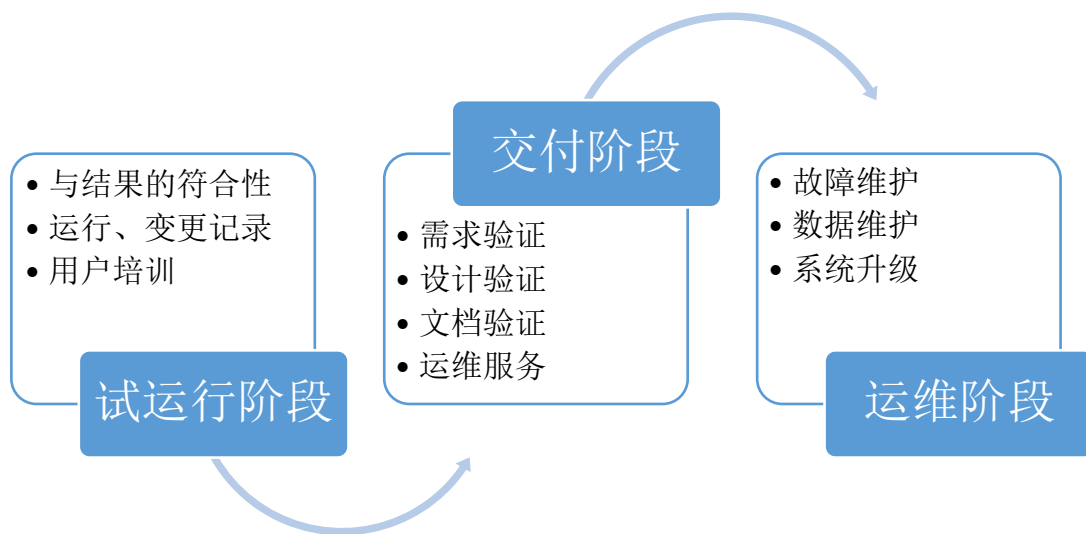 • 与结果的符合性
• 运行、变更记录
• 用户培训
试运行阶段
交付阶段
• 需求验证
• 设计验证
• 文档验证
• 运维服务
• 故障维护
• 数据维护
• 系统升级
运维阶段